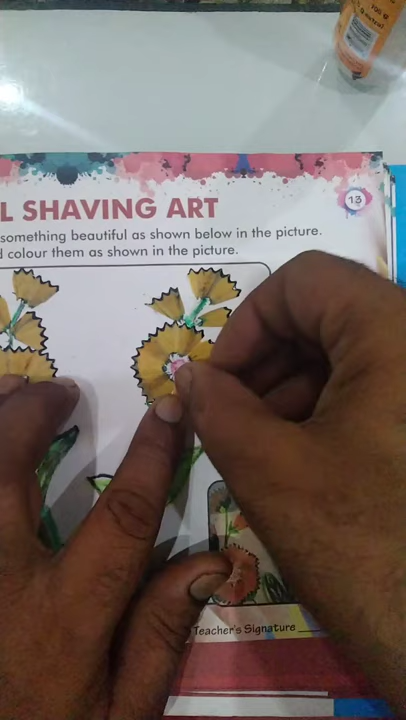 100 g
L SHAVING ART
13
something beautiful as shown below in the picture.
d colour them as shown in the picture.
Teacher's Signature